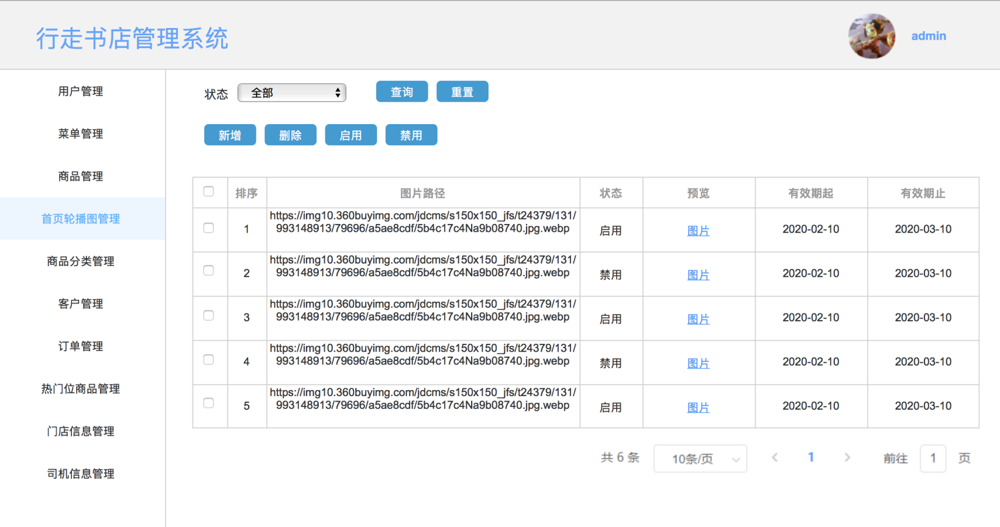 行走书店管理系统
admin
用户管理
菜单管理
商品管理
首页轮播图管理
商品分类管理
客户管理
订单管理
热门位商品管理
门店信息管理
司机信息管理
状态 全部 查询 重置
新增 删除 启用 禁用
排序 图片路径 状态 预览 有效期起 有效期止
https://img10.360buyimg.com/jdcms/s150x150_jfs/t24379/131/
1 993148913/79696/a5ae8cdf/5b4c17c4Na9b08740.jpg.webp 启用 图片 2020-02-10 2020-03-10
https://img10.360buyimg.com/jdcms/s150x150_jfs/t24379/131/
2 993148913/79696/a5ae8cdf/5b4c17c4Na9b08740.jpg.webp 禁用 图片 2020-02-10 2020-03-10
https://img10.360buyimg.com/jdcms/s150x150_jfs/t24379/131/
3 993148913/79696/a5ae8cdf/5b4c17c4Na9b08740.jpg.webp 启用 图片 2020-02-10 2020-03-10
https://img10.360buyimg.com/jdcms/s150x150_jfs/t24379/131/
4 993148913/79696/a5ae8cdf/5b4c17c4Na9b08740.jpg.webp 禁用 图片 2020-02-10 2020-03-10
https://img10.360buyimg.com/jdcms/s150x150_jfs/t24379/131/
5 993148913/79696/a5ae8cdf/5b4c17c4Na9b08740.jpg.webp 启用 图片 2020-02-10 2020-03-10
共 6 条 10条/页 1 前往 1 页